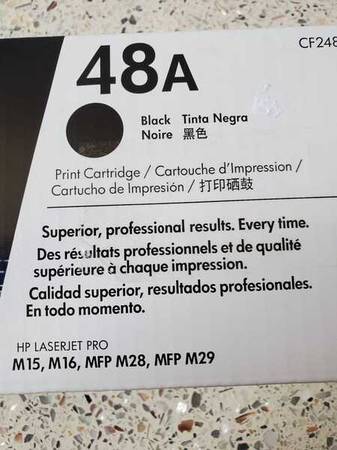 48A
CF248
Black Tinta Negra
Noire 黑色
Print Cartridge / Cartouche d'Impression /
Cartucho de Impresión / 打印硒鼓
Superior, professional results. Every time.
Des résultats professionnels et de qualité
supérieure à chaque impression.
Calidad superior, resultados profesionales.
En todo momento.
HP LASERJET PRO
M15, M16, MFP M28, MFP M29